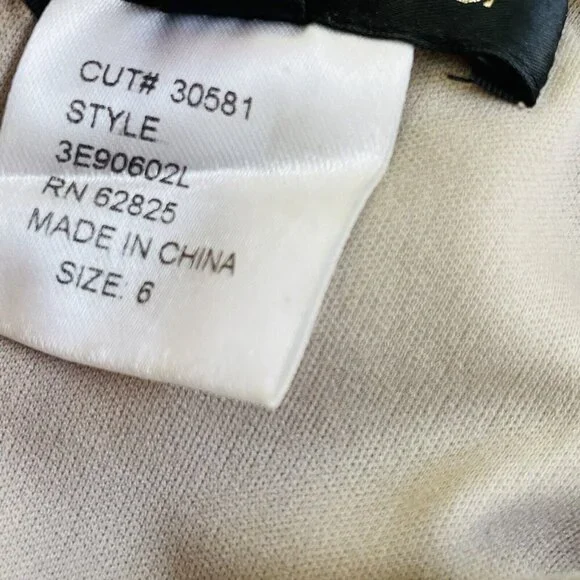 CUT# 30581
STYLE
3E90602L
RN 62825
MADE IN CHINA
SIZE: 6